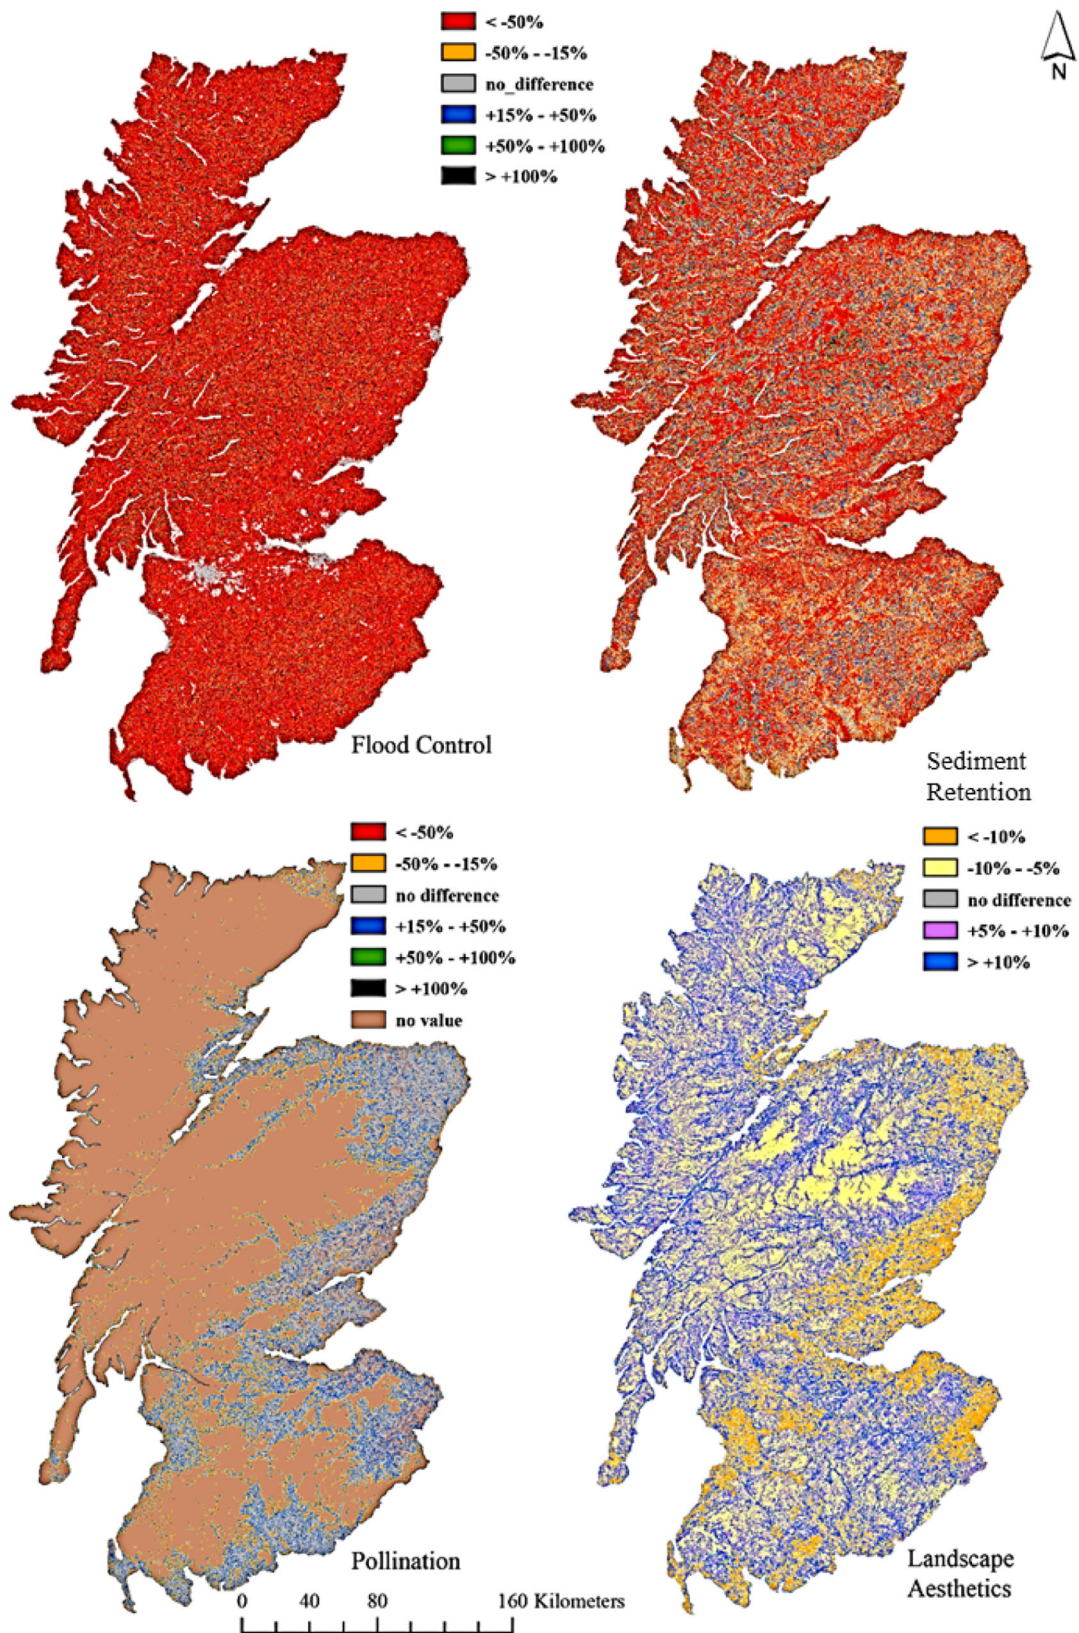 < -50%
-50% - -15%
no_difference
+15% - +50%
+50% - +100%
> +100%
N
Flood Control
Sediment
Retention
< -50%
-50% - -15%
no difference
+15% - +50%
+50% - +100%
> +100%
no value
< -10%
-10% - -5%
no difference
+5% - +10%
> +10%
Pollination
Landscape
Aesthetics
0 40 80 160 Kilometers